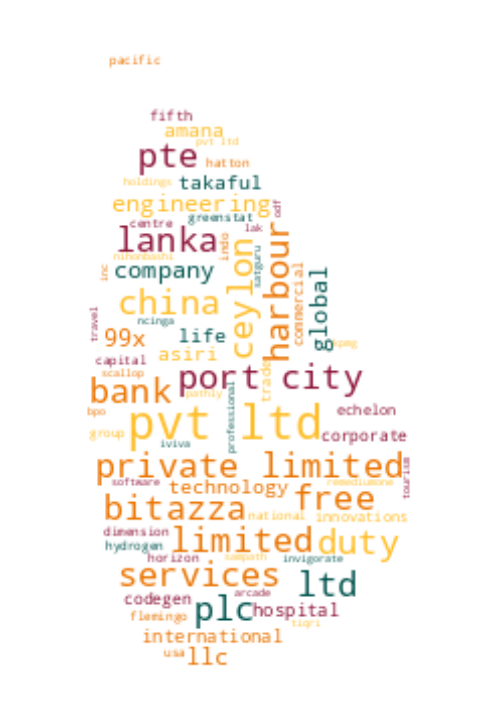 pacific
fifth
amana
pvt ltd
pte
hatton
holdings
takaful
engineering
odf
greenstat
centre
lak
lanka
indo
harbour
nihonbashi
ceylon
satguru
inc
company
commercial
global
china
travel
ncinga
99x
life
kpmg
asiri
capital
trade
scallop
port city
bank
pathly
professional
bpo
pvt ltd
echelon
group
iviva
corporate
private limited
tourism
software
technology
remediumone
free
bitazza
national
innovations
dimension
limited
duty
hydrogen
horizon
sampath
invigorate
services
ltd
arcade
codegen
plc
hospital
flemingo
tiqri
international
usa
llc